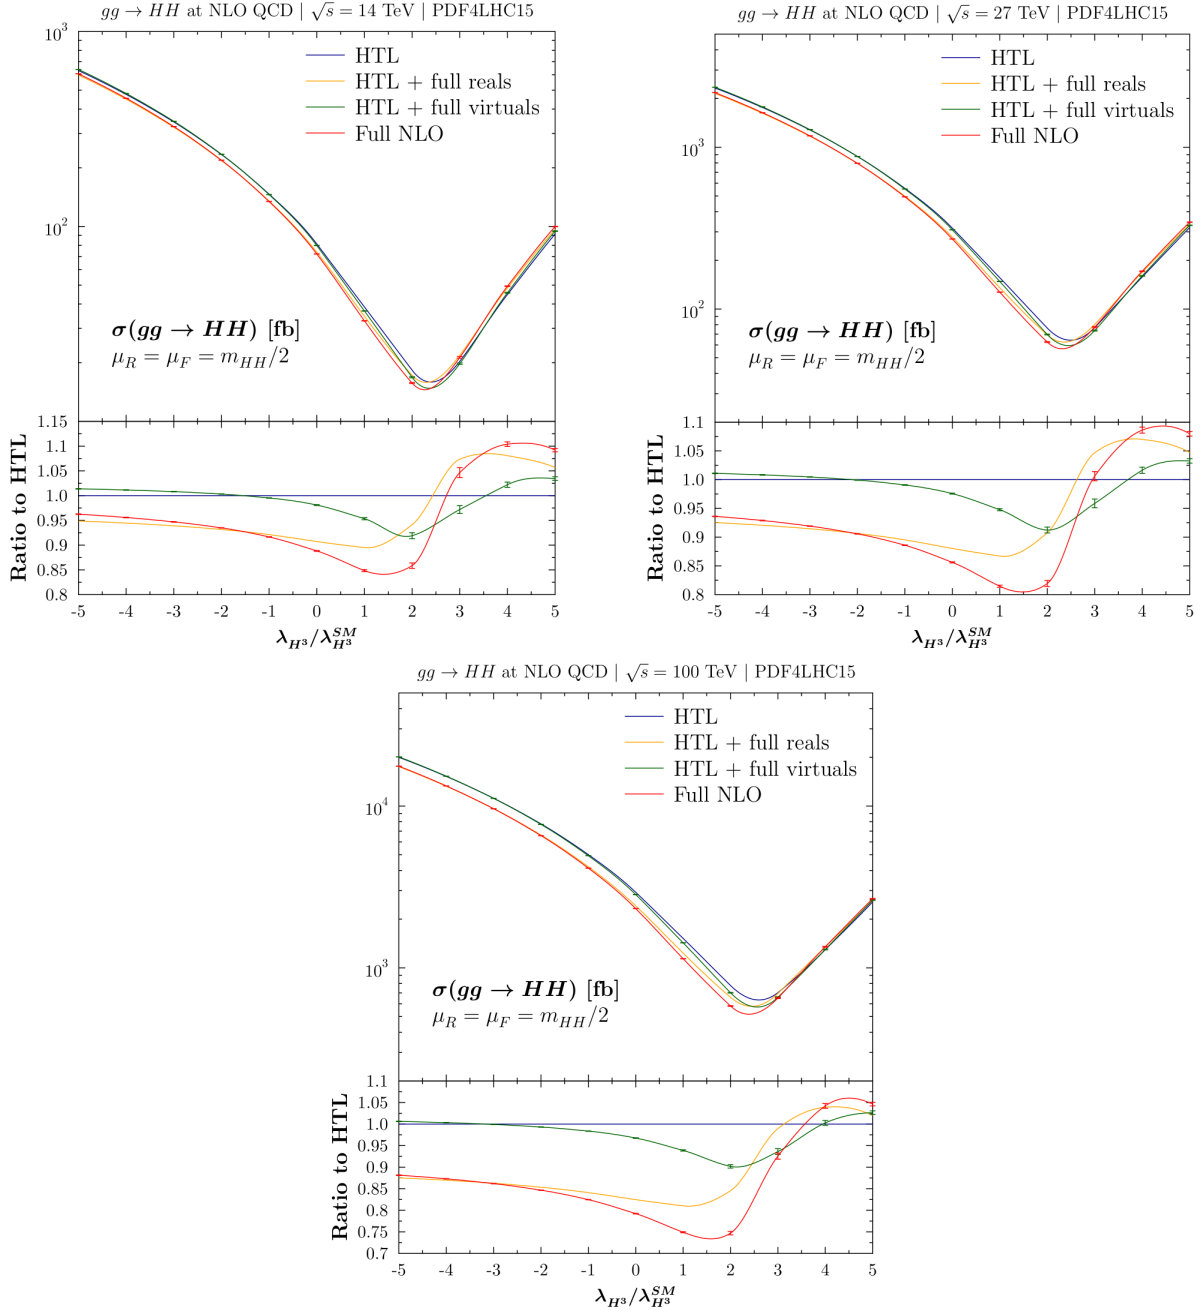 gg → HH at NLO QCD | √s = 14 TeV | PDF4LHC15
10³
10²
HTL
HTL + full reals
HTL + full virtuals
Full NLO
σ(gg → HH) [fb]
μ_R = μ_F = m_HH/2
Ratio to HTL
1.15
1.1
1.05
1.0
0.95
0.9
0.85
0.8
-5 -4 -3 -2 -1 0 1 2 3 4 5
λ_H³/λ_H³^SM
gg → HH at NLO QCD | √s = 27 TeV | PDF4LHC15
10³
10²
HTL
HTL + full reals
HTL + full virtuals
Full NLO
σ(gg → HH) [fb]
μ_R = μ_F = m_HH/2
Ratio to HTL
1.1
1.05
1.0
0.95
0.9
0.85
0.8
-5 -4 -3 -2 -1 0 1 2 3 4 5
λ_H³/λ_H³^SM
gg → HH at NLO QCD | √s = 100 TeV | PDF4LHC15
10⁴
10³
HTL
HTL + full reals
HTL + full virtuals
Full NLO
σ(gg → HH) [fb]
μ_R = μ_F = m_HH/2
Ratio to HTL
1.1
1.05
1.0
0.95
0.9
0.85
0.8
0.75
0.7
-5 -4 -3 -2 -1 0 1 2 3 4 5
λ_H³/λ_H³^SM